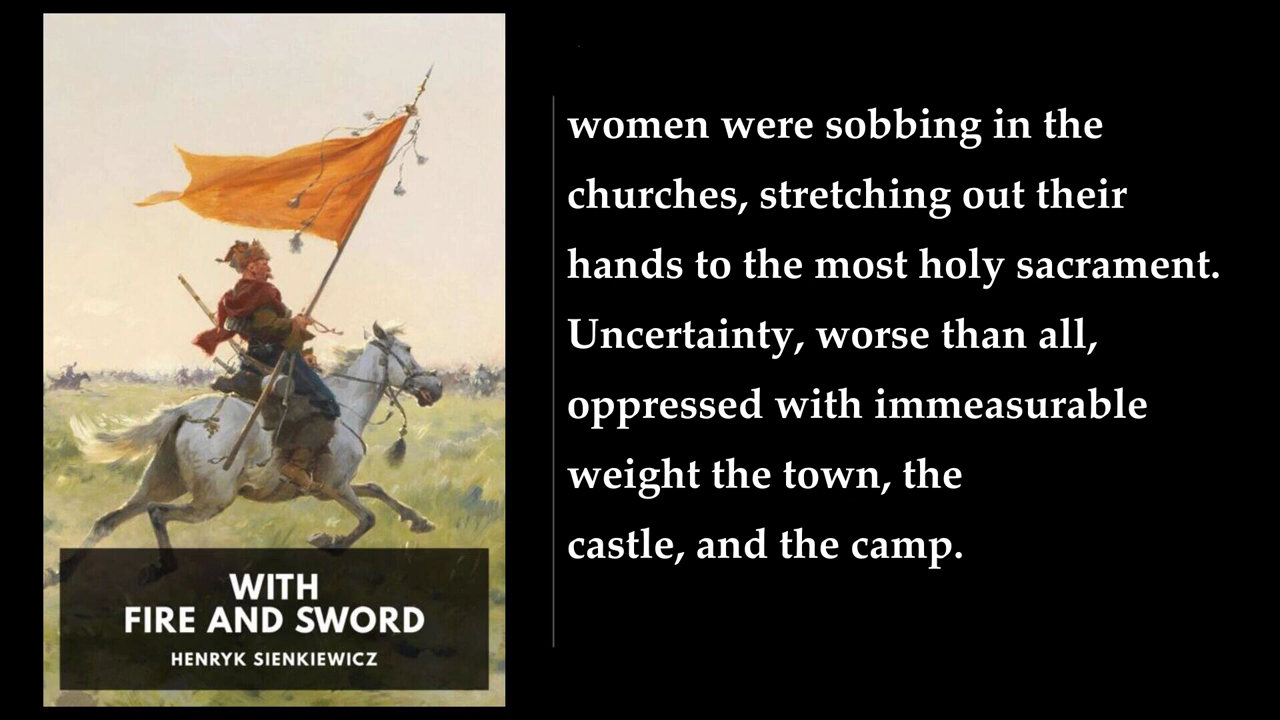 WITH
FIRE AND SWORD
HENRYK SIENKIEWICZ
women were sobbing in the
churches, stretching out their
hands to the most holy sacrament.
Uncertainty, worse than all,
oppressed with immeasurable
weight the town, the
castle, and the camp.